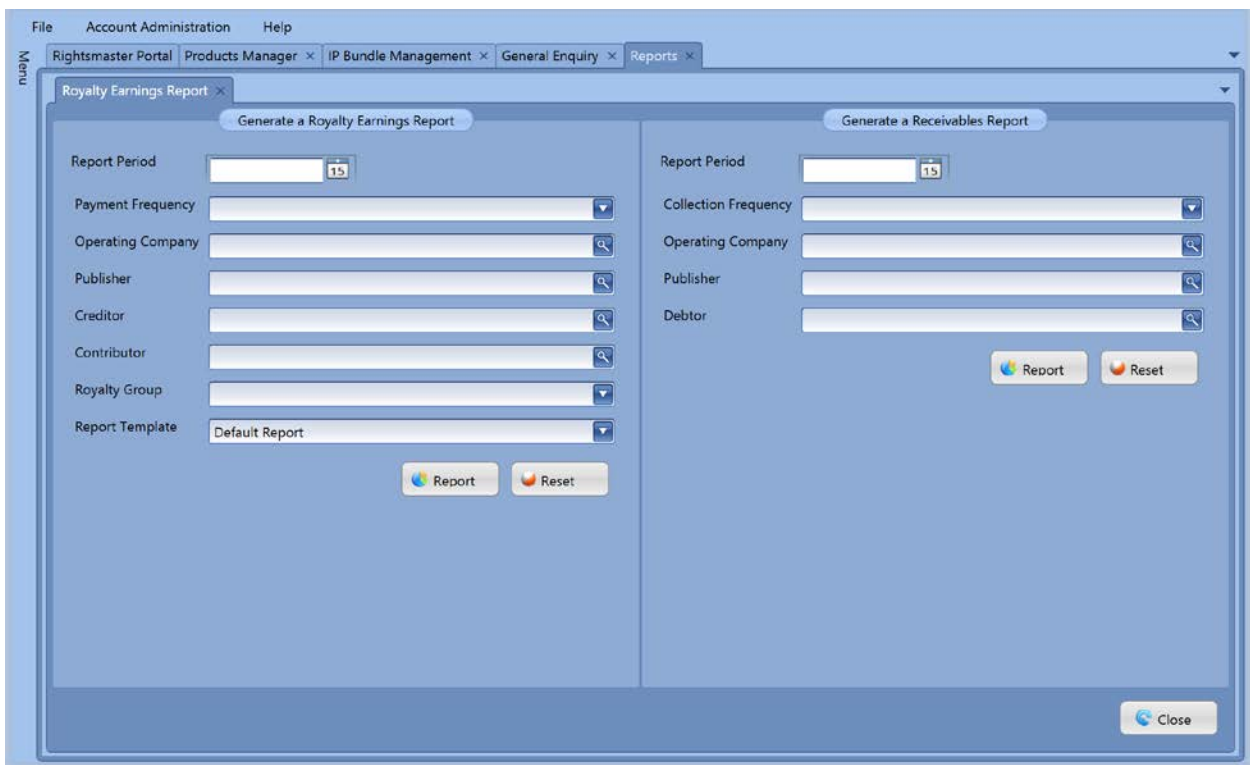 File Account Administration Help
Menu
Rightsmaster Portal Products Manager × IP Bundle Management × General Enquiry × Reports ×
Royalty Earnings Report ×
Generate a Royalty Earnings Report
Report Period 15
Payment Frequency
Operating Company
Publisher
Creditor
Contributor
Royalty Group
Report Template Default Report
Report Reset
Generate a Receivables Report
Report Period 15
Collection Frequency
Operating Company
Publisher
Debtor
Report Reset
Close